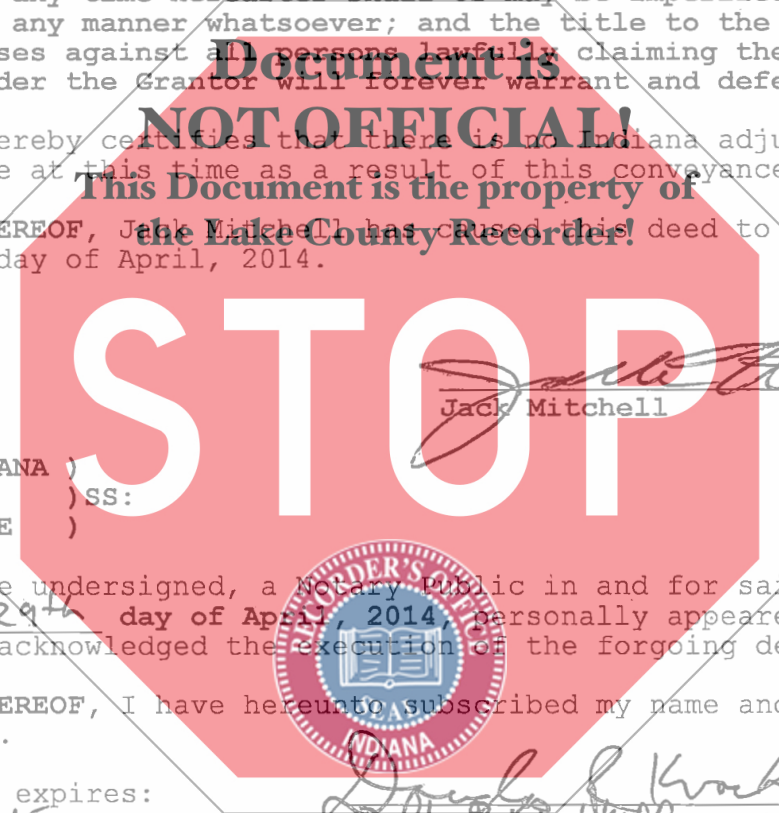 any manner whatsoever; and the title to the
ses against all persons lawfully claiming the
der the Grantor will forever warrant and defe
Document is
NOT OFFICIAL!
ereby certifies that there is no Indiana adju
e at this time as a result of this conveyance
This Document is the property of
the Lake County Recorder!
EREOF, Jack Mitchell has caused this deed to
day of April, 2014.
STOP
Jack Mitchell
ANA )
)SS:
E )
e undersigned, a Notary Public in and for sai
29th day of April, 2014, personally appeare
acknowledged the execution of the forgoing de
RECORDER'S OFFICE
SEAL
INDIANA
EREOF, I have hereunto subscribed my name and
.
expires: